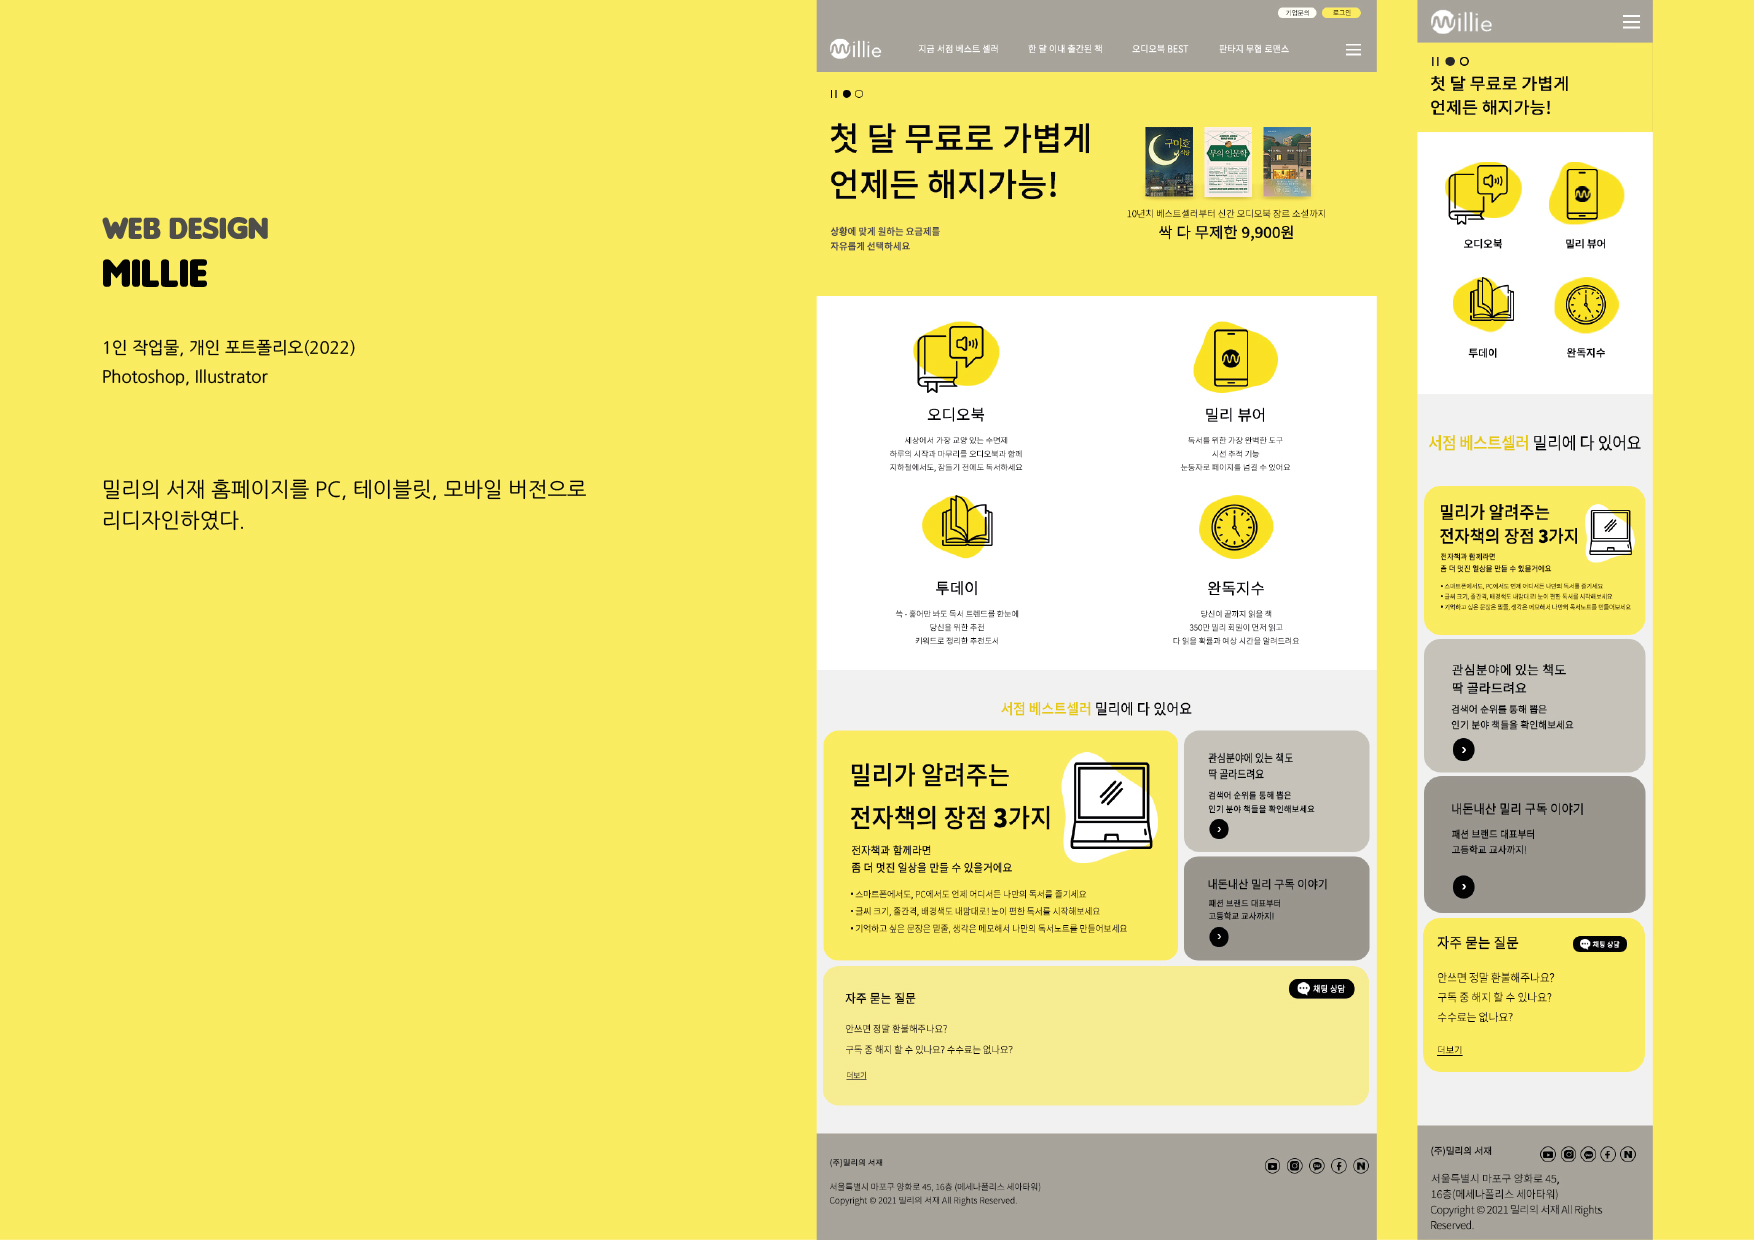 WEB DESIGN
MILLIE
1인 작업물, 개인 포트폴리오(2022)
Photoshop, Illustrator
밀리의 서재 홈페이지를 PC, 테이블릿, 모바일 버전으로
리디자인하였다.
기업문의
로그인
Millie
지금 서점 베스트 셀러
한 달 이내 출간된 책
오디오북 BEST
판타지 무협 로맨스
첫 달 무료로 가볍게
언제든 해지가능!
상황에 맞게 원하는 요금제를
자유롭게 선택하세요
구미호 식당
부의 인문학
10년치 베스트셀러부터 신간 오디오북 장르 소설까지
싹 다 무제한 9,900원
오디오북
세상에서 가장 교양 있는 수면제
하루의 시작과 마무리를 오디오북과 함께
지하철에서도, 잠들기 전에도 독서하세요
밀리 뷰어
독서를 위한 가장 완벽한 도구
시선 추적 기능
눈동자로 페이지를 넘길 수 있어요
투데이
쓱 - 훑어만 봐도 독서 트렌드를 한눈에
당신을 위한 추천
키워드로 정리한 추천도서
완독지수
당신이 끝까지 읽을 책
350만 밀리 회원이 먼저 읽고
다 읽을 확률과 예상 시간을 알려드려요
서점 베스트셀러 밀리에 다 있어요
밀리가 알려주는
전자책의 장점 3가지
전자책과 함께라면
좀 더 멋진 일상을 만들 수 있을거에요
• 스마트폰에서도, PC에서도 언제 어디서든 나만의 독서를 즐기세요
• 글씨 크기, 줄간격, 배경색도 내맘대로! 눈이 편한 독서를 시작해보세요
• 기억하고 싶은 문장은 밑줄, 생각은 메모해서 나만의 독서노트를 만들어보세요
관심분야에 있는 책도
딱 골라드려요
검색어 순위를 통해 뽑은
인기 분야 책들을 확인해보세요
내돈내산 밀리 구독 이야기
패션 브랜드 대표부터
고등학교 교사까지!
자주 묻는 질문
채팅 상담
안쓰면 정말 환불해주나요?
구독 중 해지 할 수 있나요? 수수료는 없나요?
더보기
(주)밀리의 서재
서울특별시 마포구 양화로 45, 16층 (메세나폴리스 세아타워)
Copyright © 2021 밀리의 서재 All Rights Reserved.
Millie
첫 달 무료로 가볍게
언제든 해지가능!
오디오북
밀리 뷰어
투데이
완독지수
서점 베스트셀러 밀리에 다 있어요
밀리가 알려주는
전자책의 장점 3가지
전자책과 함께라면
좀 더 멋진 일상을 만들 수 있을거에요
• 스마트폰에서도, PC에서도 언제 어디서든 나만의 독서를 즐기세요
• 글씨 크기, 줄간격, 배경색도 내맘대로! 눈이 편한 독서를 시작해보세요
• 기억하고 싶은 문장은 밑줄, 생각은 메모해서 나만의 독서노트를 만들어보세요
관심분야에 있는 책도
딱 골라드려요
검색어 순위를 통해 뽑은
인기 분야 책들을 확인해보세요
내돈내산 밀리 구독 이야기
패션 브랜드 대표부터
고등학교 교사까지!
자주 묻는 질문
채팅 상담
안쓰면 정말 환불해주나요?
구독 중 해지 할 수 있나요?
수수료는 없나요?
더보기
(주)밀리의 서재
서울특별시 마포구 양화로 45,
16층(메세나폴리스 세아타워)
Copyright © 2021 밀리의 서재 All Rights
Reserved.